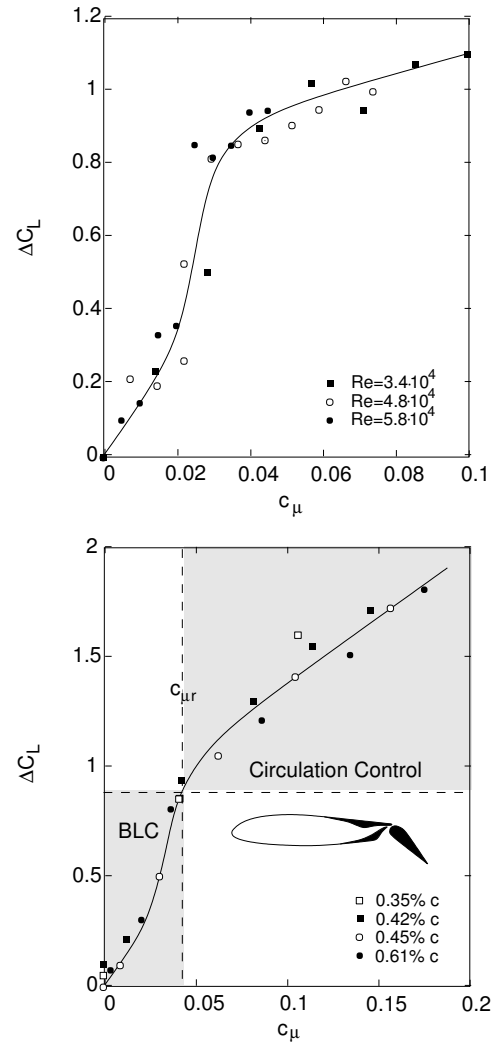 1.2
1
0.8
0.6
0.4
0.2
0
ΔC_L
Re=3.4·10^4
Re=4.8·10^4
Re=5.8·10^4
0 0.02 0.04 0.06 0.08 0.1
c_μ
2
1.5
1
0.5
0
ΔC_L
c_μr
Circulation Control
BLC
0.35% c
0.42% c
0.45% c
0.61% c
0 0.05 0.1 0.15 0.2
c_μ